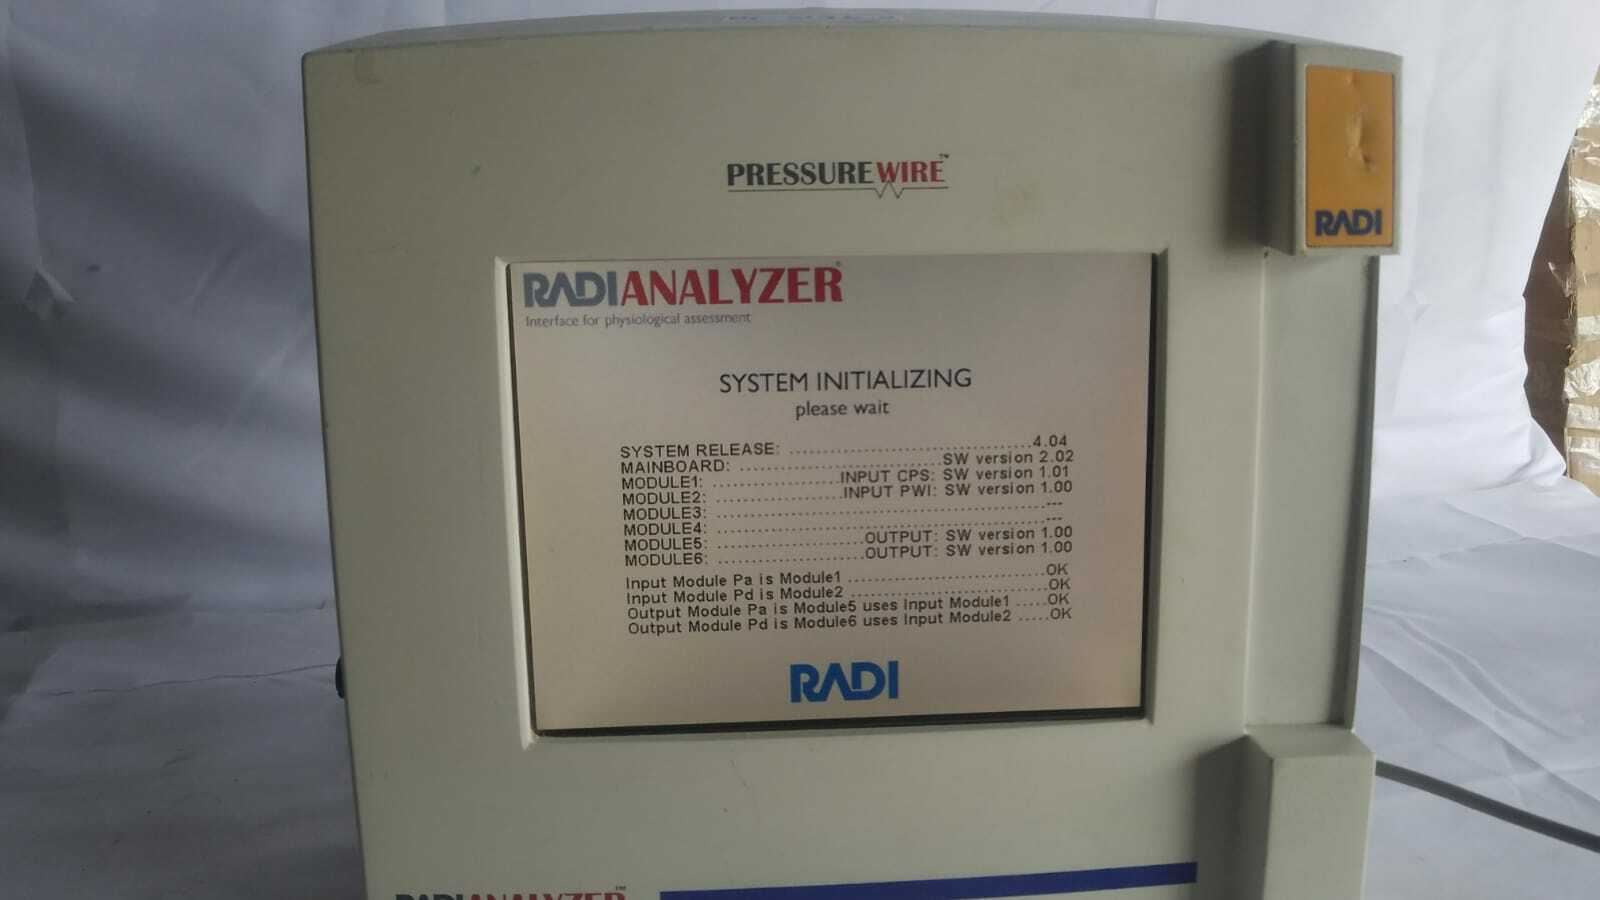 PRESSUREWIRE™
RADI
RADIANALYZER®
Interface for physiological assessment
SYSTEM INITIALIZING
please wait
SYSTEM RELEASE: ..............................4.04
MAINBOARD: .........................SW version 2.02
MODULE1: ................INPUT CPS: SW version 1.01
MODULE2: ................INPUT PWI: SW version 1.00
MODULE3: ..........................................---
MODULE4: ..........................................---
MODULE5: ..................OUTPUT: SW version 1.00
MODULE6: ..................OUTPUT: SW version 1.00
Input Module Pa is Module1 .........................OK
Input Module Pd is Module2 .........................OK
Output Module Pa is Module5 uses Input Module1 .....OK
Output Module Pd is Module6 uses Input Module2 .....OK
RADI
RADIANALYZER™